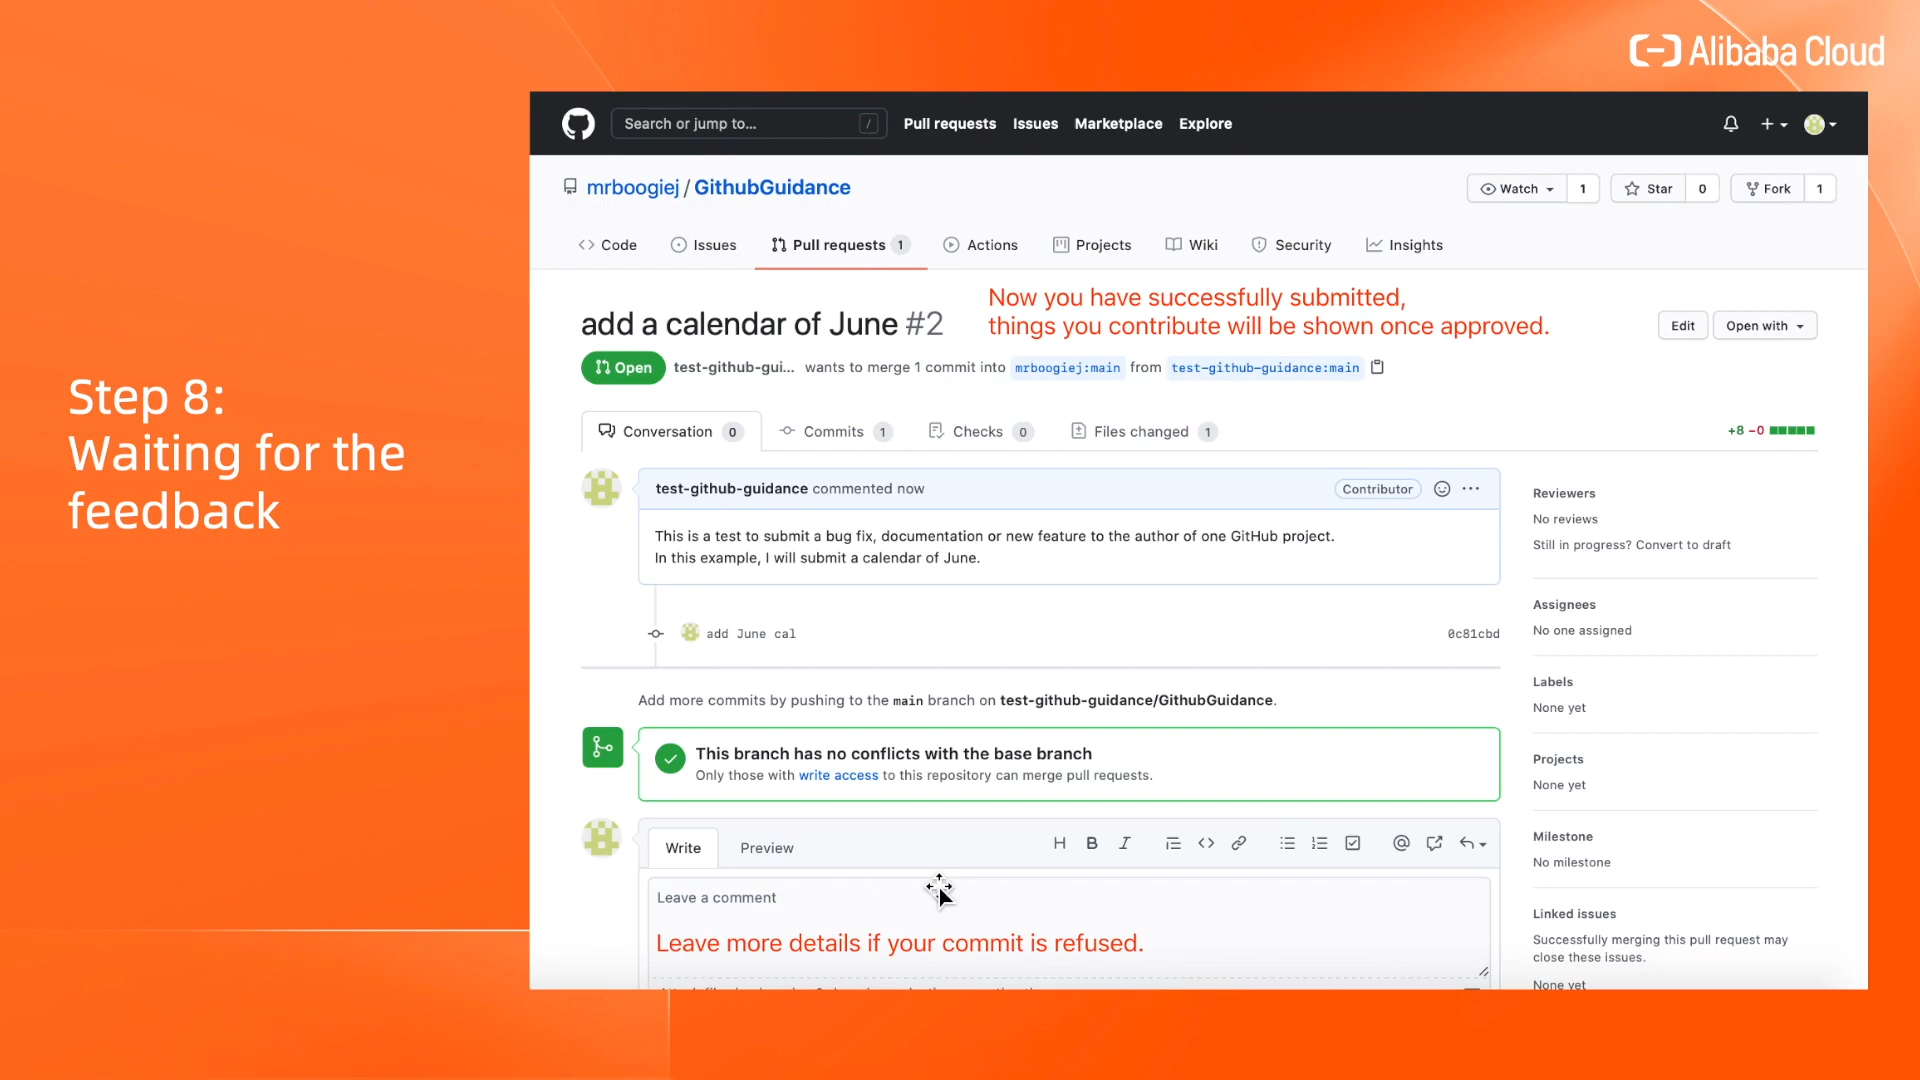 Alibaba Cloud
Step 8:
Waiting for the
feedback
Search or jump to... /
Pull requests Issues Marketplace Explore
mrboogiej / GithubGuidance
Watch 1 Star 0 Fork 1
Code Issues Pull requests 1 Actions Projects Wiki Security Insights
Now you have successfully submitted,
things you contribute will be shown once approved.
add a calendar of June #2
Edit Open with
Open test-github-gui... wants to merge 1 commit into mrboogiej:main from test-github-guidance:main
Conversation 0 Commits 1 Checks 0 Files changed 1
+8 −0
test-github-guidance commented now
Contributor
This is a test to submit a bug fix, documentation or new feature to the author of one GitHub project.
In this example, I will submit a calendar of June.
add June cal 0c81cbd
Add more commits by pushing to the main branch on test-github-guidance/GithubGuidance.
This branch has no conflicts with the base branch
Only those with write access to this repository can merge pull requests.
Write Preview
H B I
Leave a comment
Leave more details if your commit is refused.
Reviewers
No reviews
Still in progress? Convert to draft
Assignees
No one assigned
Labels
None yet
Projects
None yet
Milestone
No milestone
Linked issues
Successfully merging this pull request may
close these issues.
None yet